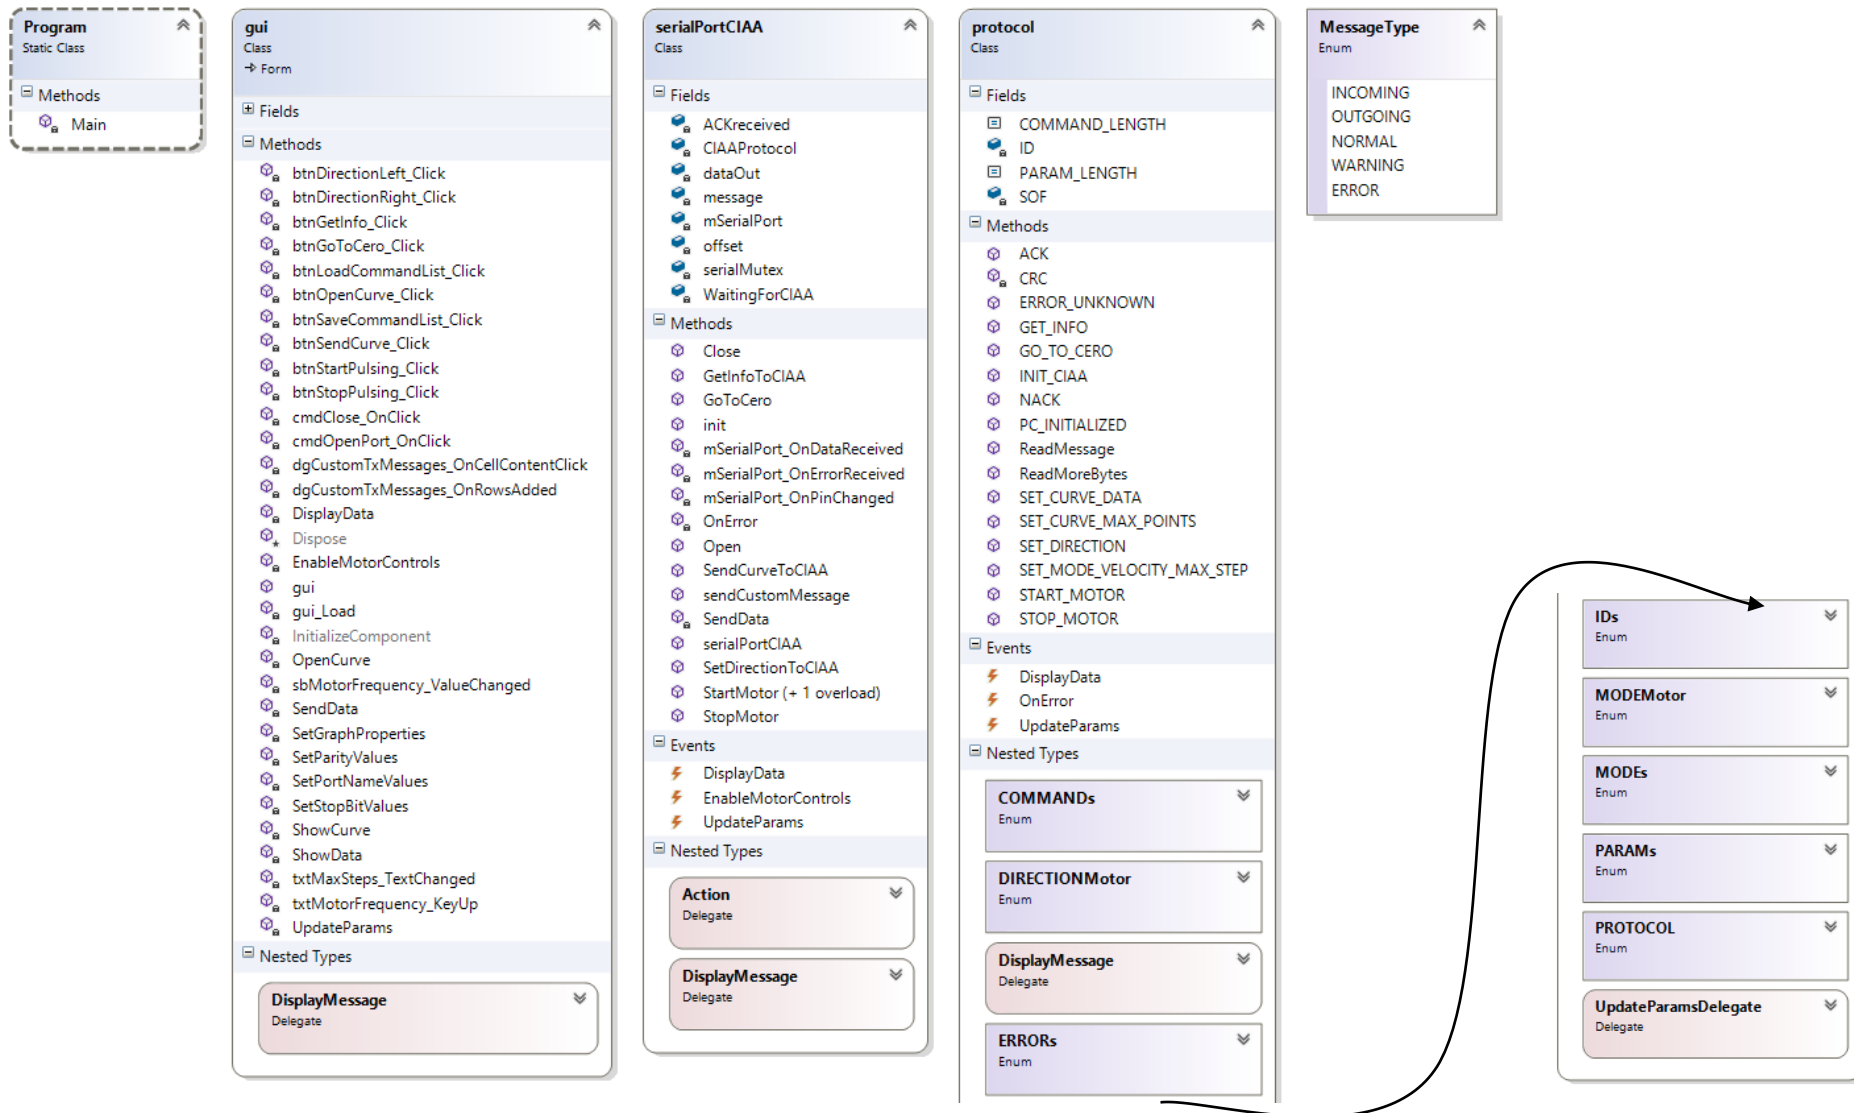 Program
Static Class
Methods
Main
gui
Class
Form
Fields
Methods
btnDirectionLeft_Click
btnDirectionRight_Click
btnGetInfo_Click
btnGoToCero_Click
btnLoadCommandList_Click
btnOpenCurve_Click
btnSaveCommandList_Click
btnSendCurve_Click
btnStartPulsing_Click
btnStopPulsing_Click
cmdClose_OnClick
cmdOpenPort_OnClick
dgCustomTxMessages_OnCellContentClick
dgCustomTxMessages_OnRowsAdded
DisplayData
Dispose
EnableMotorControls
gui
gui_Load
InitializeComponent
OpenCurve
sbMotorFrequency_ValueChanged
SendData
SetGraphProperties
SetParityValues
SetPortNameValues
SetStopBitValues
ShowCurve
ShowData
txtMaxSteps_TextChanged
txtMotorFrequency_KeyUp
UpdateParams
Nested Types
DisplayMessage
Delegate
serialPortCIAA
Class
Fields
ACKreceived
CIAAProtocol
dataOut
message
mSerialPort
offset
serialMutex
WaitingForCIAA
Methods
Close
GetInfoToCIAA
GoToCero
init
mSerialPort_OnDataReceived
mSerialPort_OnErrorReceived
mSerialPort_OnPinChanged
OnError
Open
SendCurveToCIAA
sendCustomMessage
SendData
serialPortCIAA
SetDirectionToCIAA
StartMotor (+ 1 overload)
StopMotor
Events
DisplayData
EnableMotorControls
UpdateParams
Nested Types
Action
Delegate
DisplayMessage
Delegate
protocol
Class
Fields
COMMAND_LENGTH
ID
PARAM_LENGTH
SOF
Methods
ACK
CRC
ERROR_UNKNOWN
GET_INFO
GO_TO_CERO
INIT_CIAA
NACK
PC_INITIALIZED
ReadMessage
ReadMoreBytes
SET_CURVE_DATA
SET_CURVE_MAX_POINTS
SET_DIRECTION
SET_MODE_VELOCITY_MAX_STEP
START_MOTOR
STOP_MOTOR
Events
DisplayData
OnError
UpdateParams
Nested Types
COMMANDs
Enum
DIRECTIONMotor
Enum
DisplayMessage
Delegate
ERRORs
Enum
MessageType
Enum
INCOMING
OUTGOING
NORMAL
WARNING
ERROR
IDs
Enum
MODEMotor
Enum
MODEs
Enum
PARAMs
Enum
PROTOCOL
Enum
UpdateParamsDelegate
Delegate